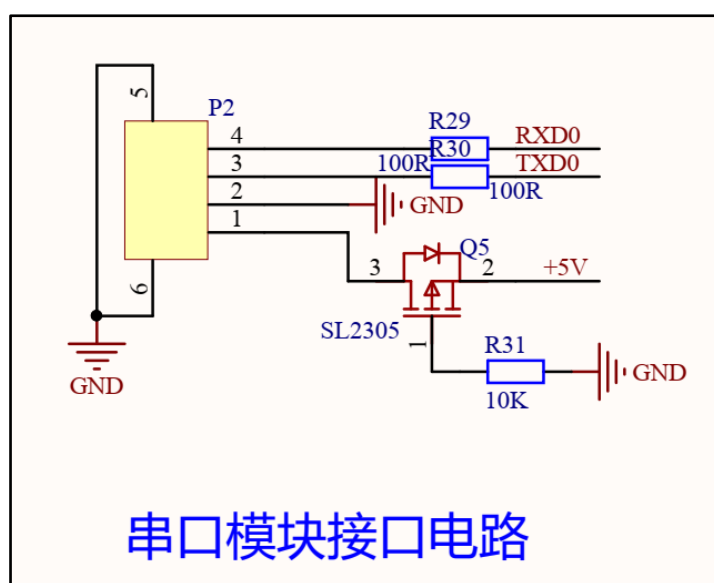 5
P2
4
R29
RXD0
3
100R
R30
TXD0
100R
2
GND
1
3
Q5
2
+5V
6
SL2305
1
R31
GND
10K
GND
串口模块接口电路